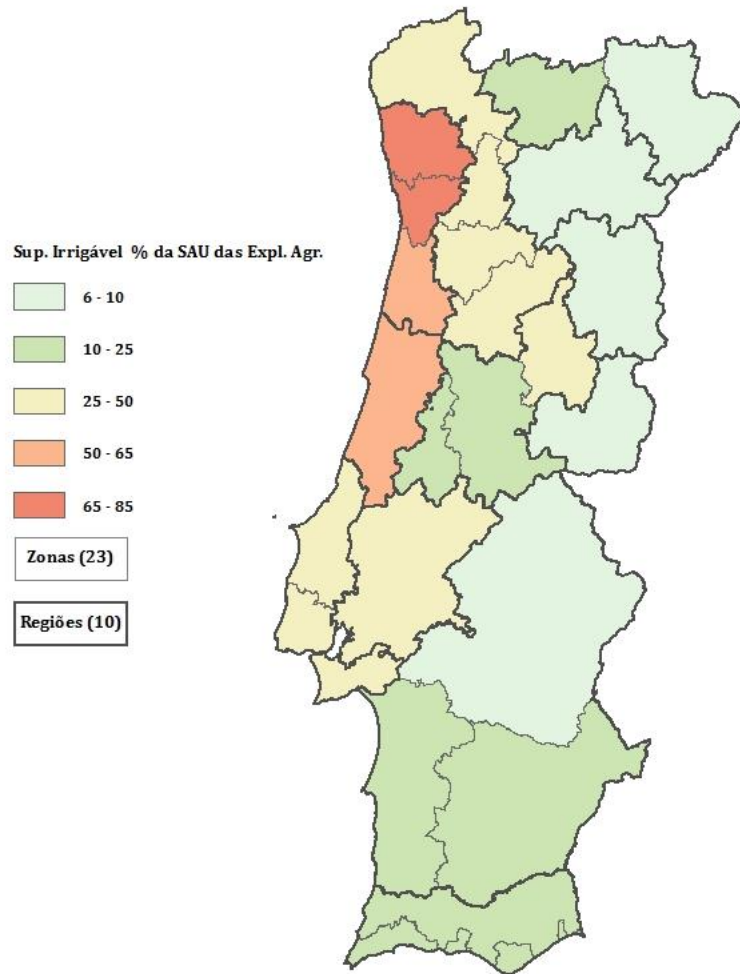 Sup. Irrigável % da SAU das Expl. Agr.
6 - 10
10 - 25
25 - 50
50 - 65
65 - 85
Zonas (23)
Regiões (10)